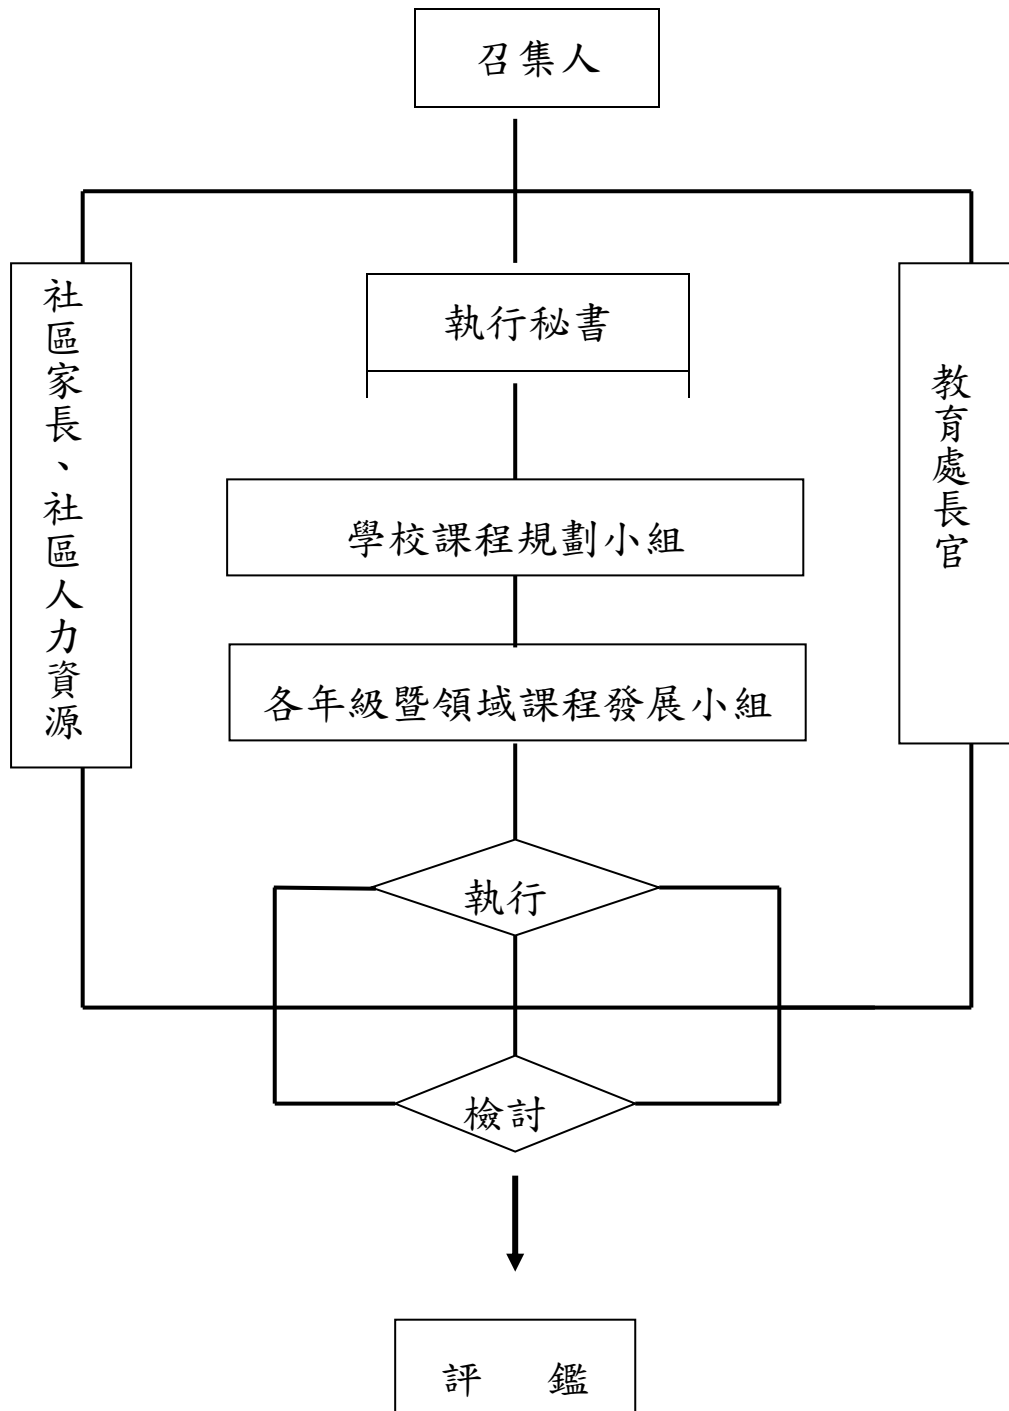 召集人
社區家長、社區人力資源
執行秘書
教育處長官
學校課程規劃小組
各年級暨領域課程發展小組
執行
檢討
評　鑑